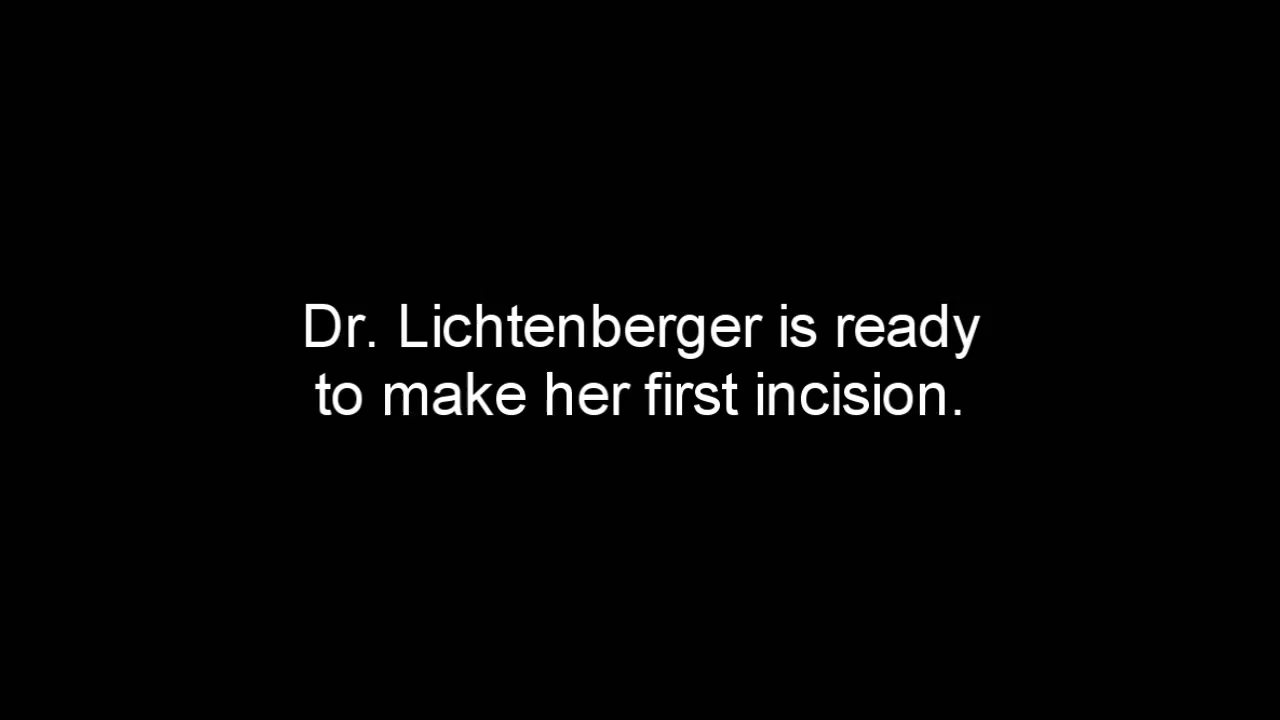 Dr. Lichtenberger is ready
to make her first incision.